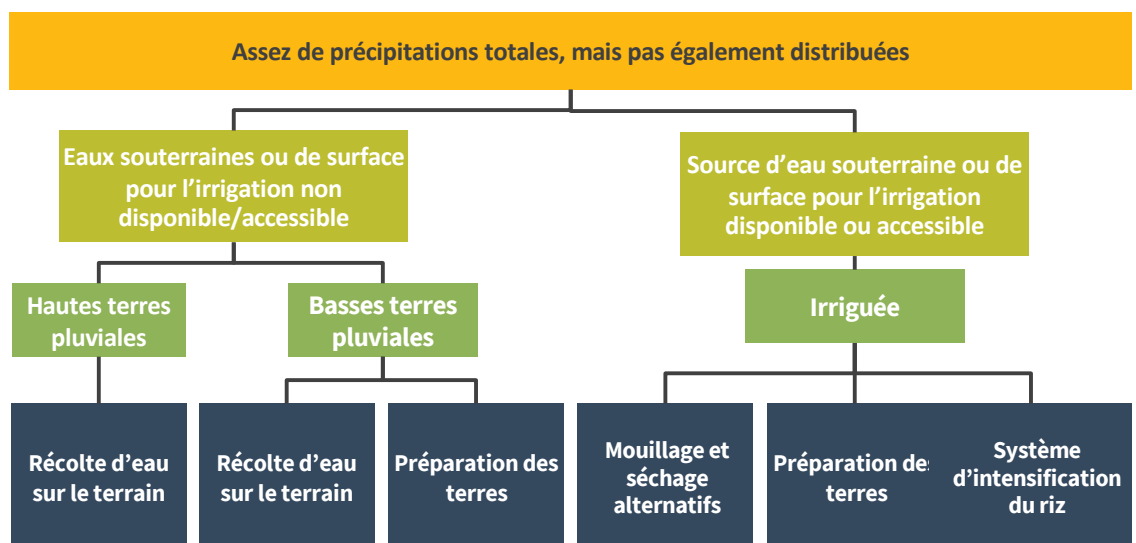 Assez de précipitations totales, mais pas également distribuées
Eaux souterraines ou de surface
pour l'irrigation non
disponible/accessible
Source d'eau souterraine ou de
surface pour l'irrigation
disponible ou accessible
Hautes terres
pluviales
Basses terres
pluviales
Irriguée
Récolte d'eau
sur le terrain
Récolte d'eau
sur le terrain
Préparation des
terres
Mouillage et
séchage
alternatifs
Préparation des
terres
Système
d'intensification
du riz